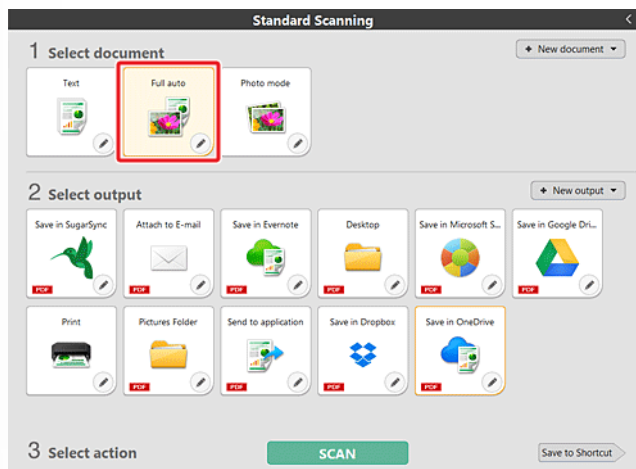 Standard Scanning
1 Select document
+ New document
Text
Full auto
Photo mode
2 Select output
+ New output
Save in SugarSync
Attach to E-mail
Save in Evernote
Desktop
Save in Microsoft S...
Save in Google Dri...
PDF
PDF
PDF
PDF
PDF
PDF
Print
Pictures Folder
Send to application
Save in Dropbox
Save in OneDrive
PDF
PDF
PDF
PDF
3 Select action
SCAN
Save to Shortcut